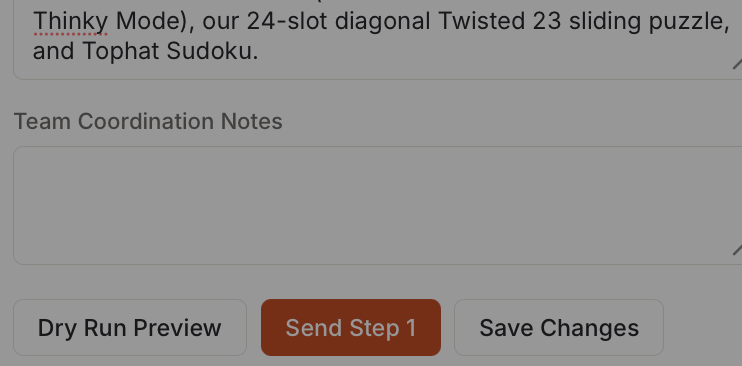 Thinky Mode), our 24-slot diagonal Twisted 23 sliding puzzle,
and Tophat Sudoku.
Team Coordination Notes
Dry Run Preview
Send Step 1
Save Changes